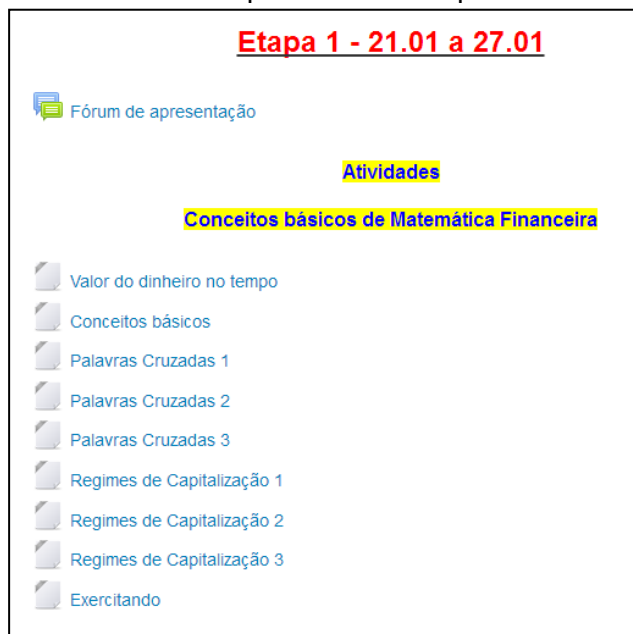 Etapa 1 - 21.01 a 27.01
Fórum de apresentação
Atividades
Conceitos básicos de Matemática Financeira
Valor do dinheiro no tempo
Conceitos básicos
Palavras Cruzadas 1
Palavras Cruzadas 2
Palavras Cruzadas 3
Regimes de Capitalização 1
Regimes de Capitalização 2
Regimes de Capitalização 3
Exercitando